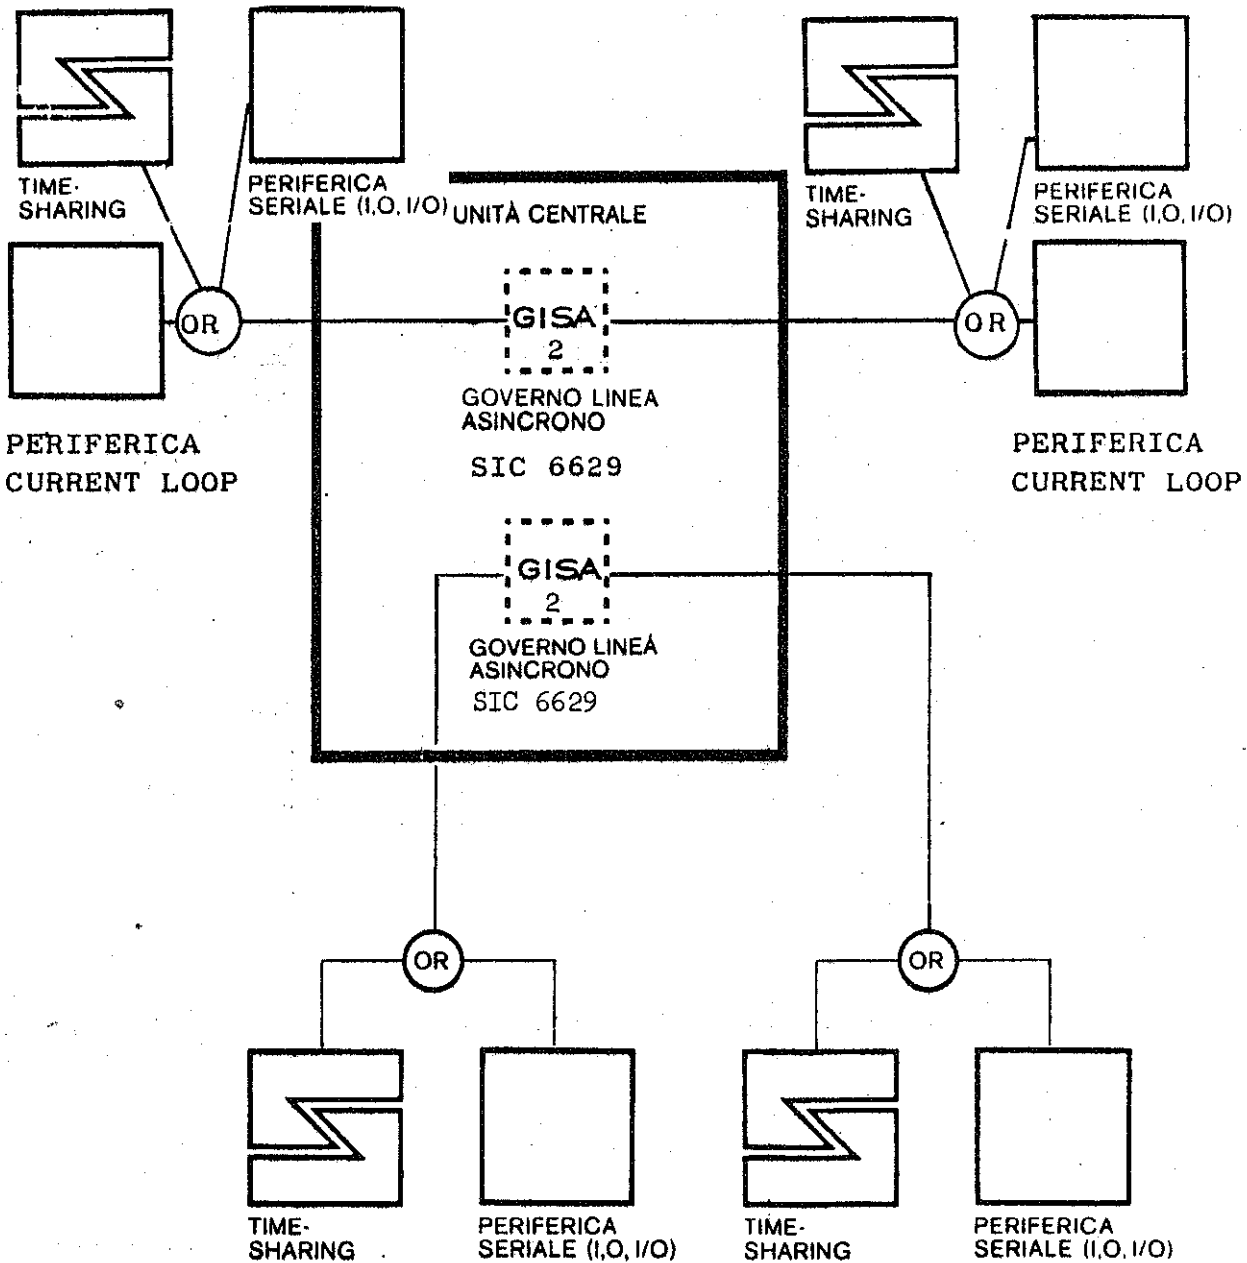 TIME-
SHARING
PERIFERICA
SERIALE (I,O, I/O)
UNITÀ CENTRALE
TIME-
SHARING
PERIFERICA
SERIALE (I,O, I/O)
OR
GISA
2
OR
GOVERNO LINEA
ASINCRONO
SIC 6629
PERIFERICA
CURRENT LOOP
PERIFERICA
CURRENT LOOP
GISA
2
GOVERNO LINEA
ASINCRONO
SIC 6629
OR
OR
TIME-
SHARING
PERIFERICA
SERIALE (I,O, I/O)
TIME-
SHARING
PERIFERICA
SERIALE (I,O, I/O)